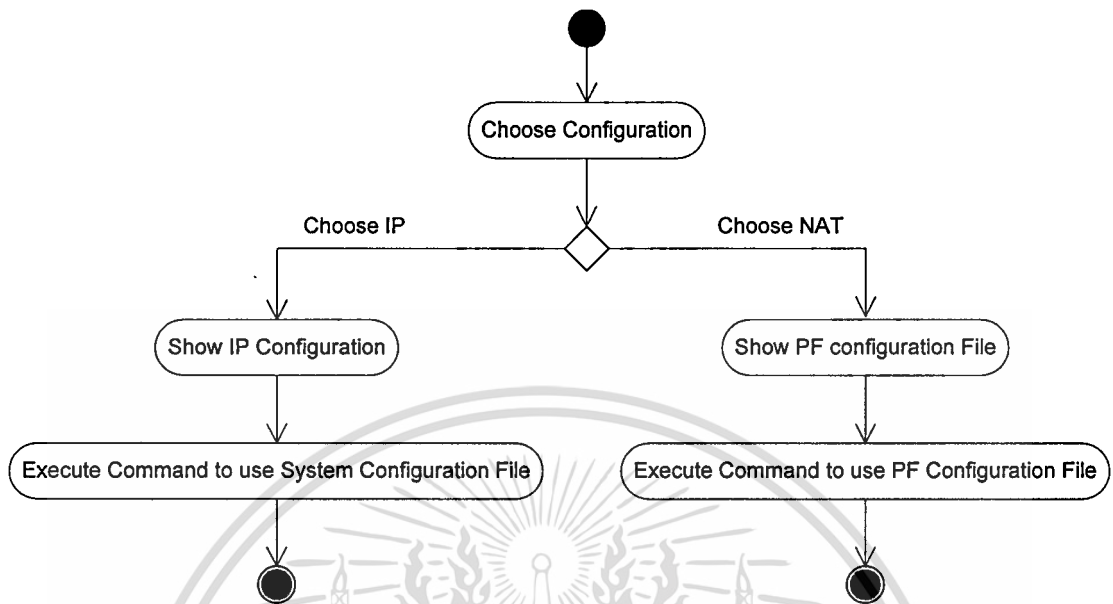 Choose Configuration
Choose IP
Choose NAT
Show IP Configuration
Show PF configuration File
Execute Command to use System Configuration File
Execute Command to use PF Configuration File